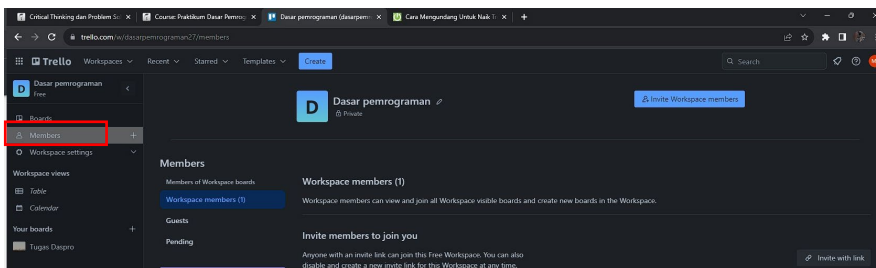 Critical Thinking dan Problem So
Course: Praktikum Dasar Pemrog
Dasar pemrograman (dasarpemr
Cara Mengundang Untuk Naik T
trello.com/w/dasarpemrograman27/members
Trello
Workspaces
Recent
Starred
Templates
Create
Search
D
Dasar pemrograman
Free
Boards
Members
Workspace settings
Workspace views
Table
Calendar
Your boards
Tugas Daspro
D
Dasar pemrograman
Private
Invite Workspace members
Members
Members of Workspace boards
Workspace members (1)
Guests
Pending
Workspace members (1)
Workspace members can view and join all Workspace visible boards and create new boards in the Workspace.
Invite members to join you
Anyone with an invite link can join this Free Workspace. You can also
disable and create a new invite link for this Workspace at any time.
Invite with link